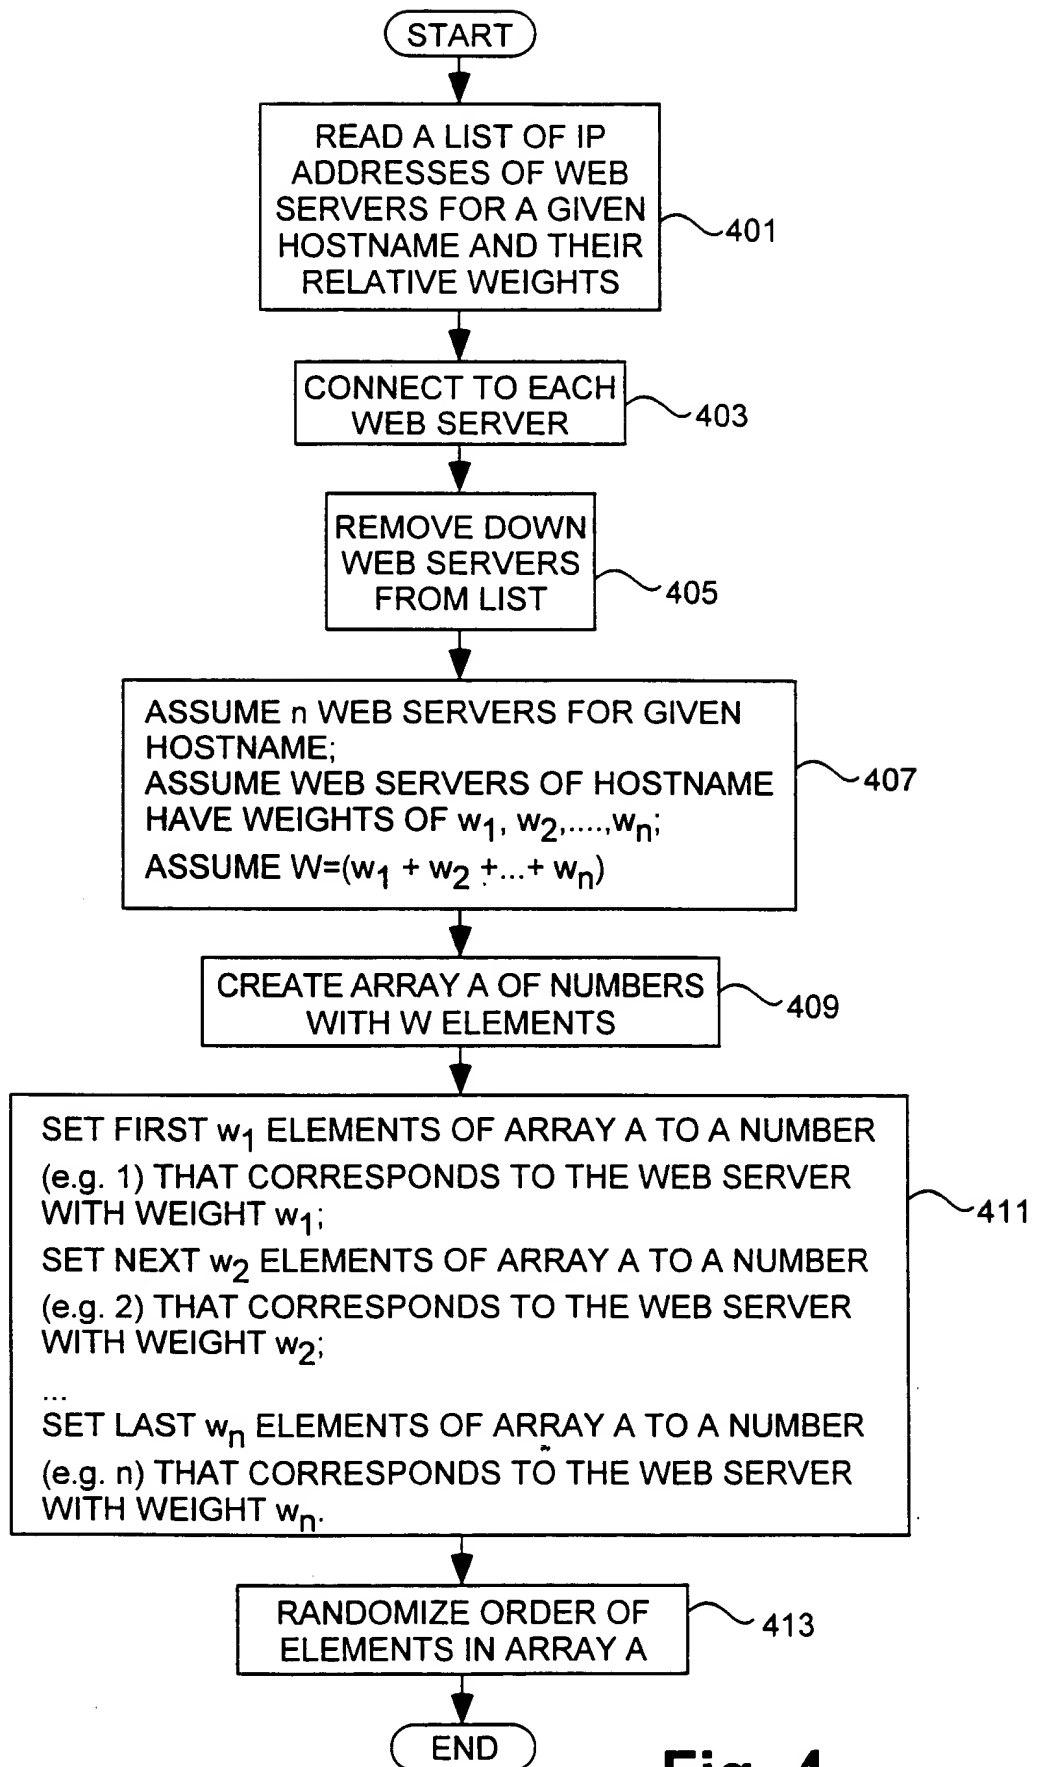 START
READ A LIST OF IP
ADDRESSES OF WEB
SERVERS FOR A GIVEN
HOSTNAME AND THEIR
RELATIVE WEIGHTS
401
CONNECT TO EACH
WEB SERVER
403
REMOVE DOWN
WEB SERVERS
FROM LIST
405
ASSUME n WEB SERVERS FOR GIVEN
HOSTNAME;
ASSUME WEB SERVERS OF HOSTNAME
HAVE WEIGHTS OF w₁, w₂,....,wₙ;
ASSUME W=(w₁ + w₂ +...+ wₙ)
407
CREATE ARRAY A OF NUMBERS
WITH W ELEMENTS
409
SET FIRST w₁ ELEMENTS OF ARRAY A TO A NUMBER
(e.g. 1) THAT CORRESPONDS TO THE WEB SERVER
WITH WEIGHT w₁;
SET NEXT w₂ ELEMENTS OF ARRAY A TO A NUMBER
(e.g. 2) THAT CORRESPONDS TO THE WEB SERVER
WITH WEIGHT w₂;
...
SET LAST wₙ ELEMENTS OF ARRAY A TO A NUMBER
(e.g. n) THAT CORRESPONDS TO THE WEB SERVER
WITH WEIGHT wₙ.
411
RANDOMIZE ORDER OF
ELEMENTS IN ARRAY A
413
END
Fig. 4